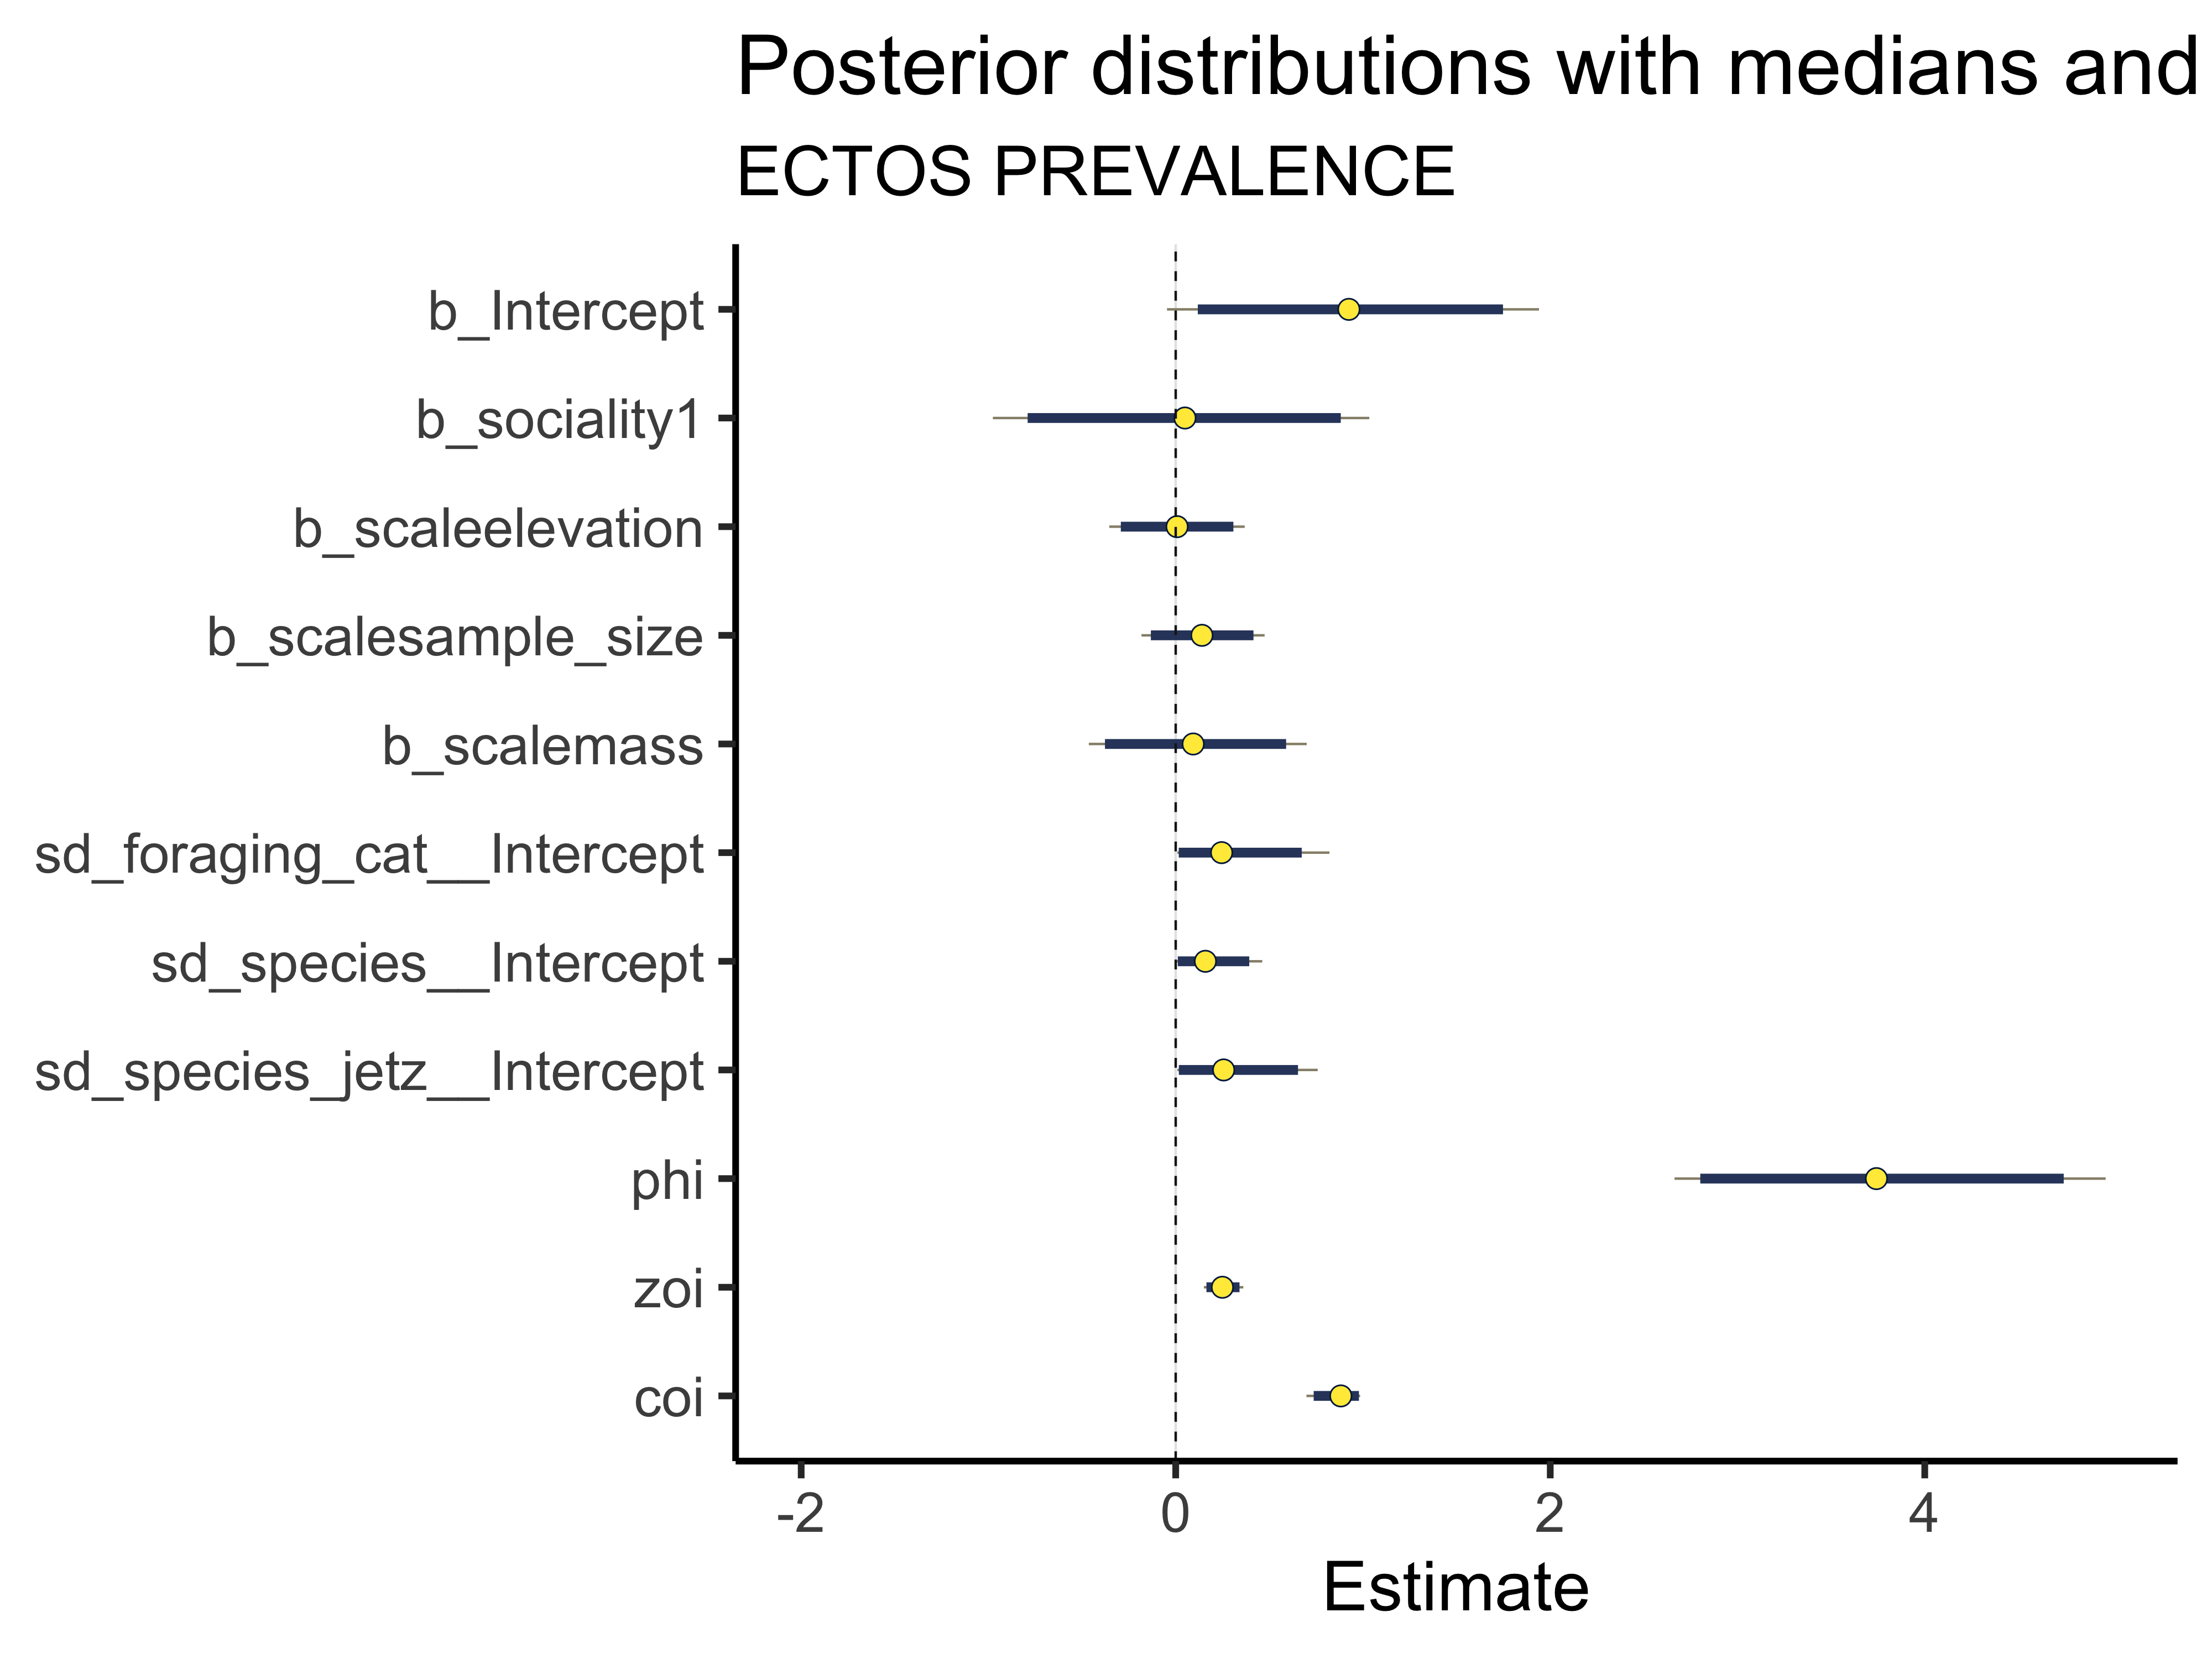 Posterior distributions with medians and
ECTOS PREVALENCE
b_Intercept
b_sociality1
b_scaleelevation
b_scalesample_size
b_scalemass
sd_foraging_cat__Intercept
sd_species__Intercept
sd_species_jetz__Intercept
phi
zoi
coi
-2 0 2 4
Estimate